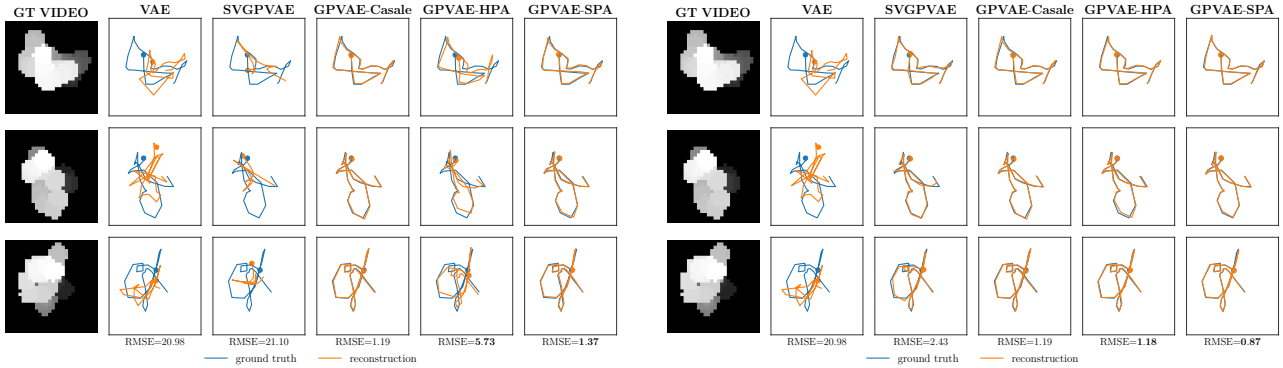 GT VIDEO VAE SVGPVAE GPVAE-Casale GPVAE-HPA GPVAE-SPA
RMSE=20.98 RMSE=21.10 RMSE=1.19 RMSE=5.73 RMSE=1.37
ground truth reconstruction
GT VIDEO VAE SVGPVAE GPVAE-Casale GPVAE-HPA GPVAE-SPA
RMSE=20.98 RMSE=2.43 RMSE=1.19 RMSE=1.18 RMSE=0.87
ground truth reconstruction